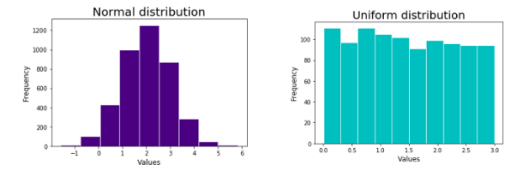 Normal distribution
1200
1000
800
600
400
200
0
Frequency
−1 0 1 2 3 4 5 6
Values
Uniform distribution
100
80
60
40
20
0
Frequency
0.0 0.5 1.0 1.5 2.0 2.5 3.0
Values